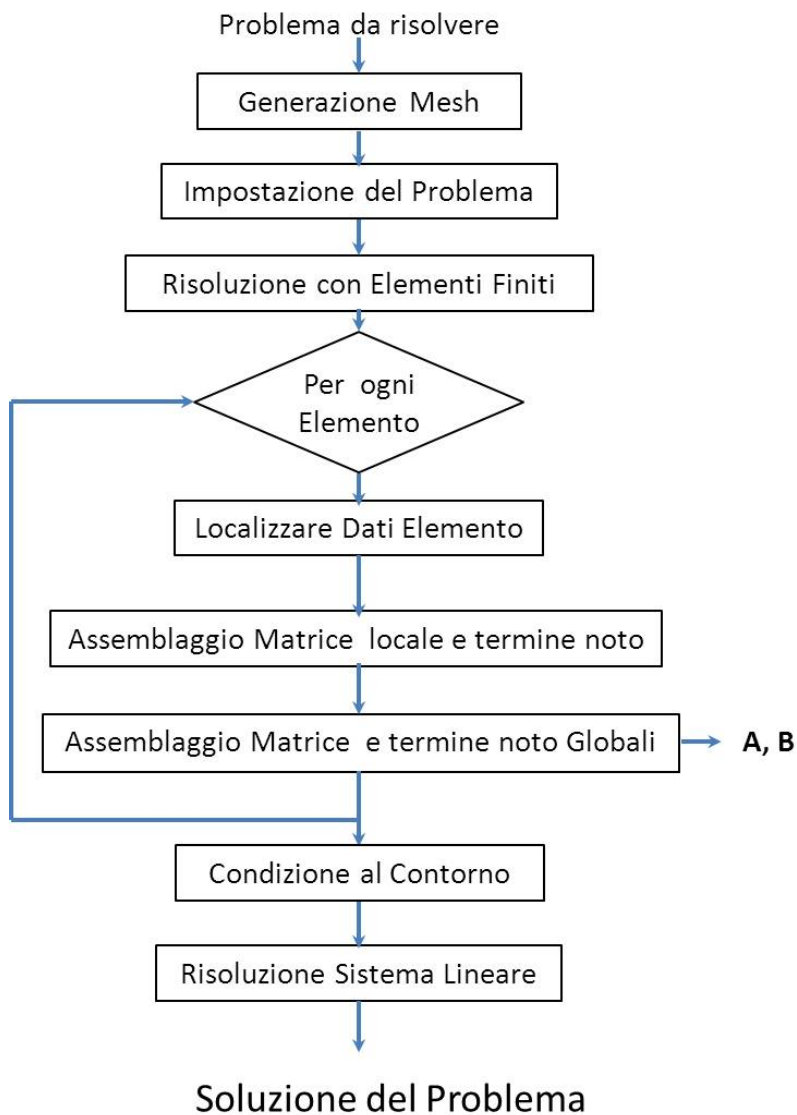 Problema da risolvere
Generazione Mesh
Impostazione del Problema
Risoluzione con Elementi Finiti
Per ogni
Elemento
Localizzare Dati Elemento
Assemblaggio Matrice locale e termine noto
Assemblaggio Matrice e termine noto Globali
A, B
Condizione al Contorno
Risoluzione Sistema Lineare
Soluzione del Problema